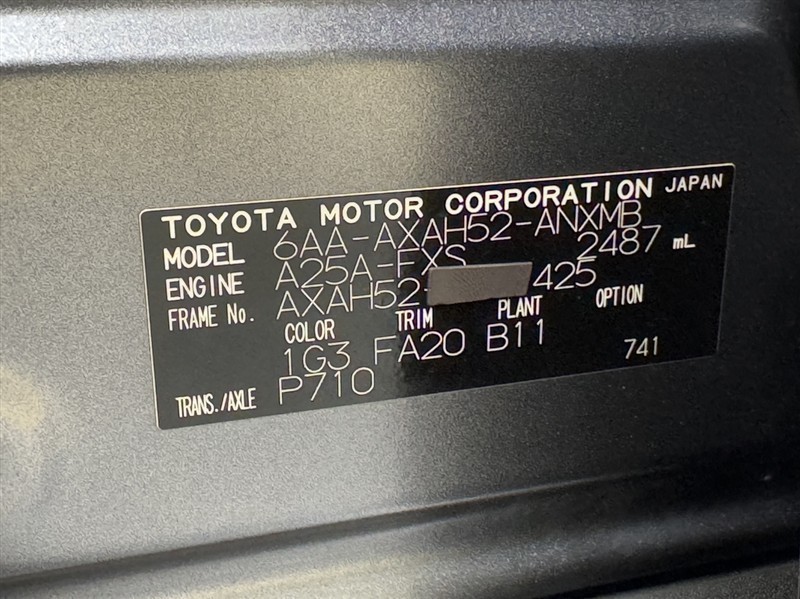 TOYOTA MOTOR CORPORATION JAPAN
MODEL 6AA-AXAH52-ANXMB
ENGINE A25A-FXS 2487 mL
FRAME No. AXAH52- 425
COLOR TRIM PLANT OPTION
1G3 FA20 B11 741
TRANS./AXLE P710